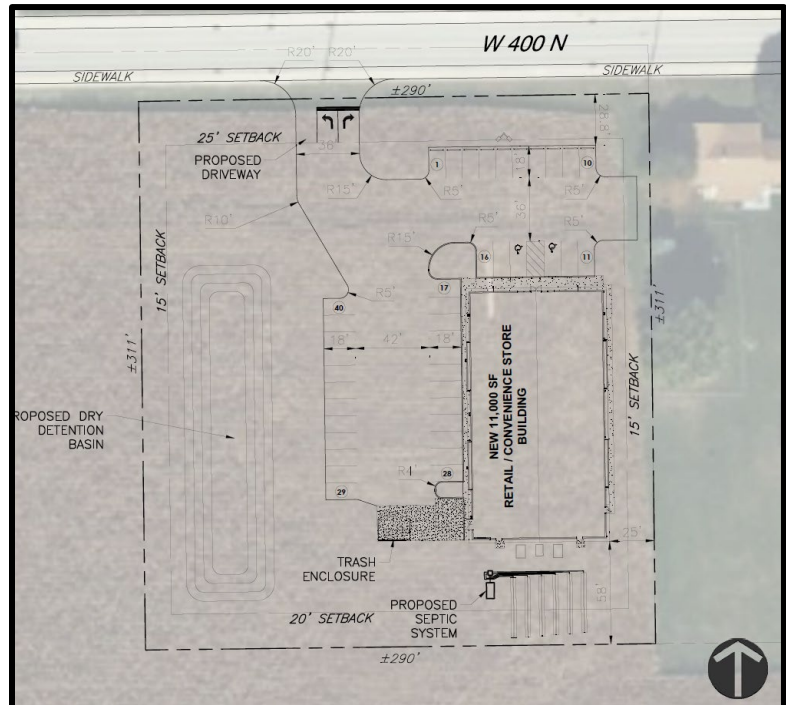 W 400 N
R20' R20'
SIDEWALK
SIDEWALK
±290'
28.8'
25' SETBACK
PROPOSED
DRIVEWAY
36'
1
18'
10
R15'
R5'
R5'
36'
R10'
R5'
R5'
R15'
16
11
17
15' SETBACK
R5'
40
±311'
±311'
18'
42'
18'
NEW 11,000 SF
RETAIL / CONVENIENCE STORE
BUILDING
15' SETBACK
ROPOSED DRY
DETENTION
BASIN
28
29
25'
TRASH
ENCLOSURE
58'
PROPOSED
SEPTIC
SYSTEM
20' SETBACK
±290'